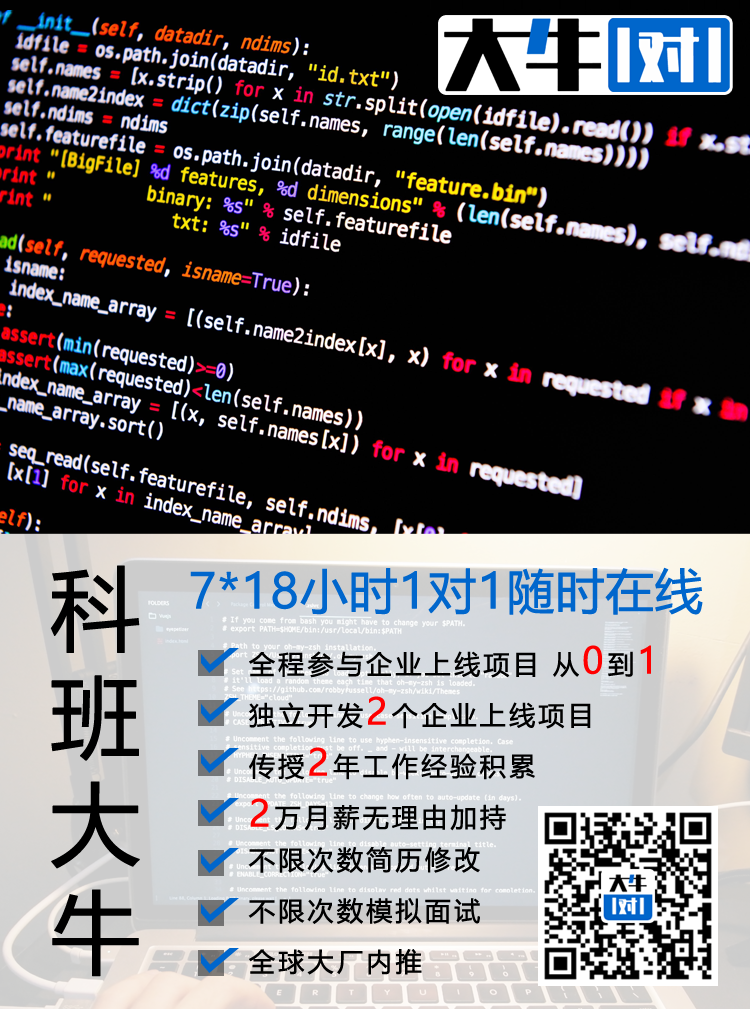 大牛1对1
f __init__(self, datadir, ndims):
idfile = os.path.join(datadir, "id.txt")
self.names = [x.strip() for x in str.split(open(idfile).read()) if x.st
self.name2index = dict(zip(self.names, range(len(self.names))))
self.ndims = ndims
self.featurefile = os.path.join(datadir, "feature.bin")
print "[BigFile] %d features, %d dimensions" % (len(self.names), self.nd
print " binary: %s" % self.featurefile
rint " txt: %s" % idfile
ad(self, requested, isname=True):
isname:
index_name_array = [(self.name2index[x], x) for x in requested if x in
e:
assert(min(requested)>=0)
assert(max(requested)<len(self.names))
index_name_array = [(x, self.names[x]) for x in requested]
_name_array.sort()
seq_read(self.featurefile, self.ndims, [x[0]
[x[1] for x in index_name_array]
elf):
科班大牛
7*18小时1对1随时在线
全程参与企业上线项目 从0到1
独立开发2个企业上线项目
传授2年工作经验积累
2万月薪无理由加持
不限次数简历修改
不限次数模拟面试
全球大厂内推
大牛
1对1